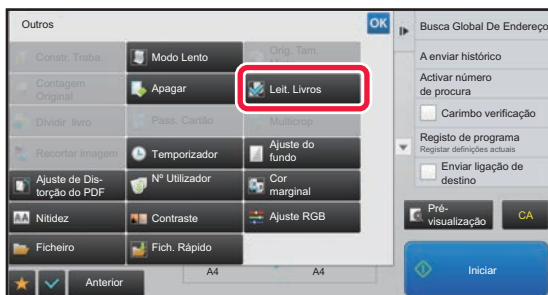 Outros
OK
Constr. Traba.
Modo Lento
Orig. Tam.
Contagem
Original
Apagar
Leit. Livros
Dividir livro
Pass. Cartão
Multicrop
Recortar Imagem
Temporizador
Ajuste do
fundo
Ajuste de Dis-
torção do PDF
Nº Utilizador
Cor
marginal
AA Nitidez
Contraste
Ajuste RGB
Ficheiro
Fich. Rápido
Anterior
A4
A4
Busca Global De Endereço
A enviar histórico
Activar número
de procura
Carimbo verificação
Registo de programa
Registar definições actuais
Enviar ligação de
destino
Pré-
visualização
CA
Iniciar